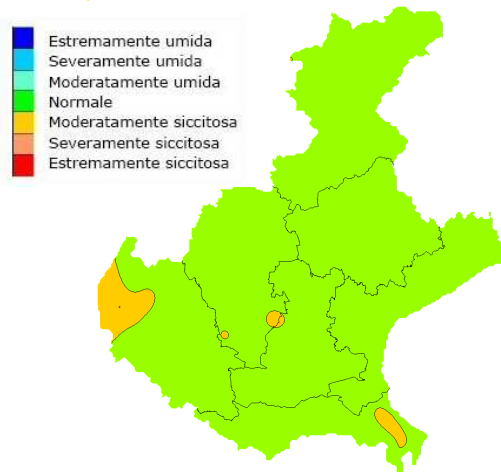 Estremamente umida
Severamente umida
Moderatamente umida
Normale
Moderatamente siccitosa
Severamente siccitosa
Estremamente siccitosa